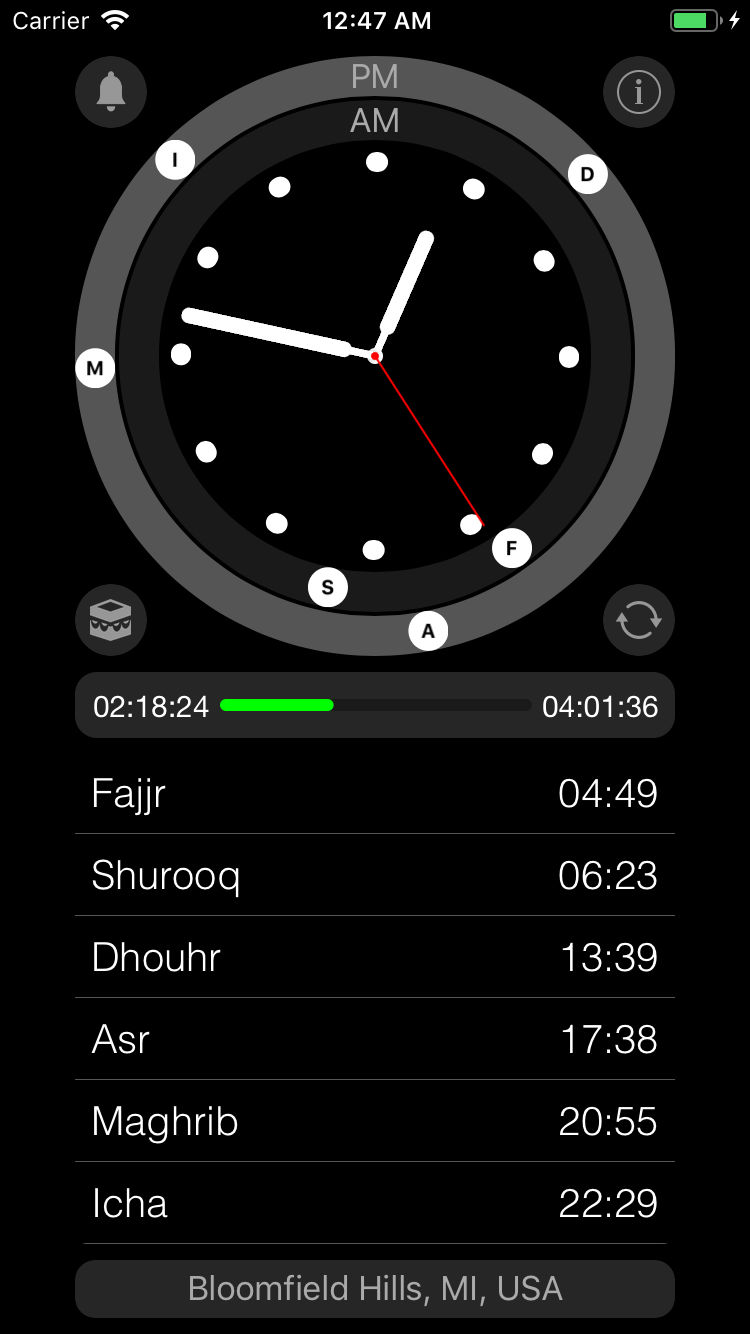 Carrier 12:47 AM
PM
AM
i
I
D
M
F
S
A
02:18:24 04:01:36
Fajjr 04:49
Shurooq 06:23
Dhouhr 13:39
Asr 17:38
Maghrib 20:55
Icha 22:29
Bloomfield Hills, MI, USA